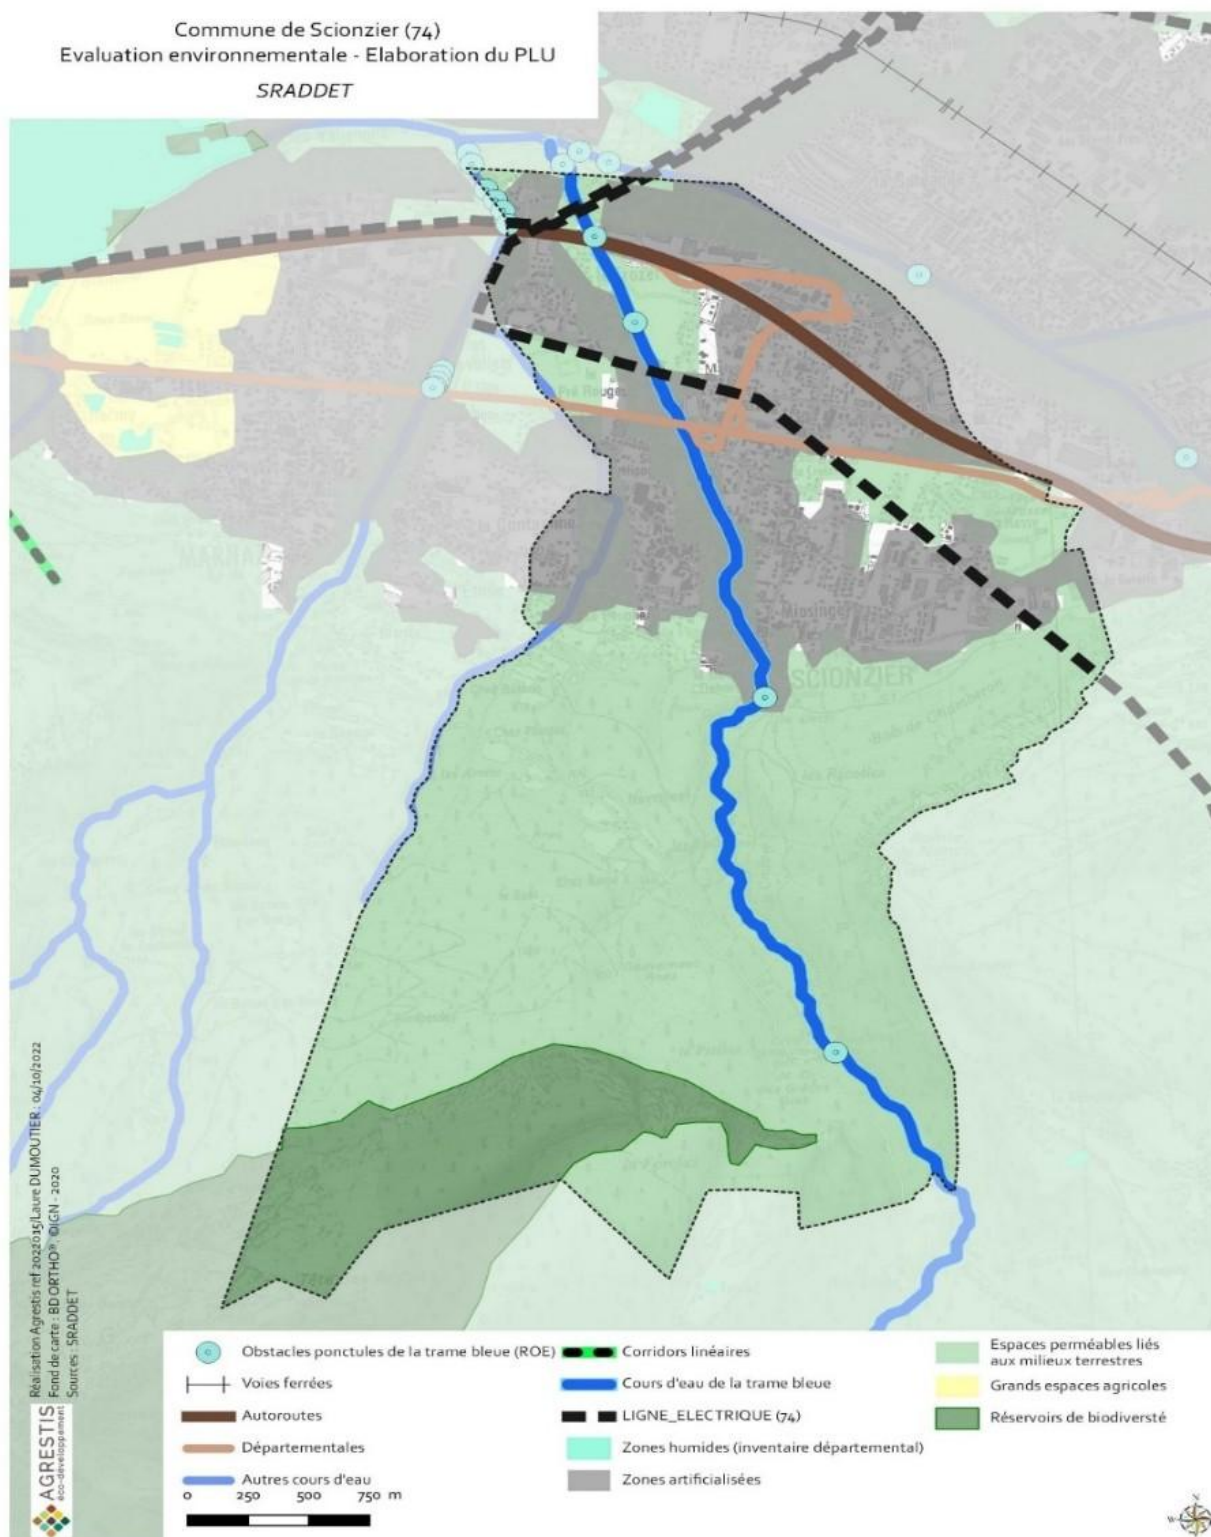 Commune de Scionzier (74)
Evaluation environnementale - Elaboration du PLU
SRADDET
Pré Rouge
MARNAZ
SCIONZIER
Réalisation Agrestis ref 2022015/Laure DUMOUTIER : 04/10/2022
Fond de carte : BD ORTHO®, ©IGN - 2020
Sources : SRADDET
AGRESTIS
éco-développement
Obstacles ponctules de la trame bleue (ROE)
Voies ferrées
Autoroutes
Départementales
Autres cours d'eau
0 250 500 750 m
Corridors linéaires
Cours d'eau de la trame bleue
LIGNE_ELECTRIQUE (74)
Zones humides (inventaire départemental)
Zones artificialisées
Espaces perméables liés
aux milieux terrestres
Grands espaces agricoles
Réservoirs de biodiversté